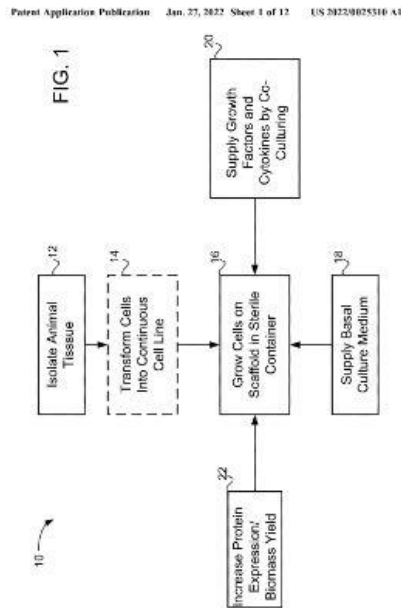 Patent Application Publication Jan. 27, 2022 Sheet 1 of 12 US 2022/0025310 A1
FIG. 1
10
12
Isolate Animal
Tisssue
14
Transform Cells
Into Continuous
Cell Line
16
Grow Cells on
Scaffold in Sterile
Container
18
Supply Basal
Culture Medium
20
Supply Growth
Factors and
Cytokines by Co-
Culturing
22
Increase Protein
Expression/
Biomass Yield